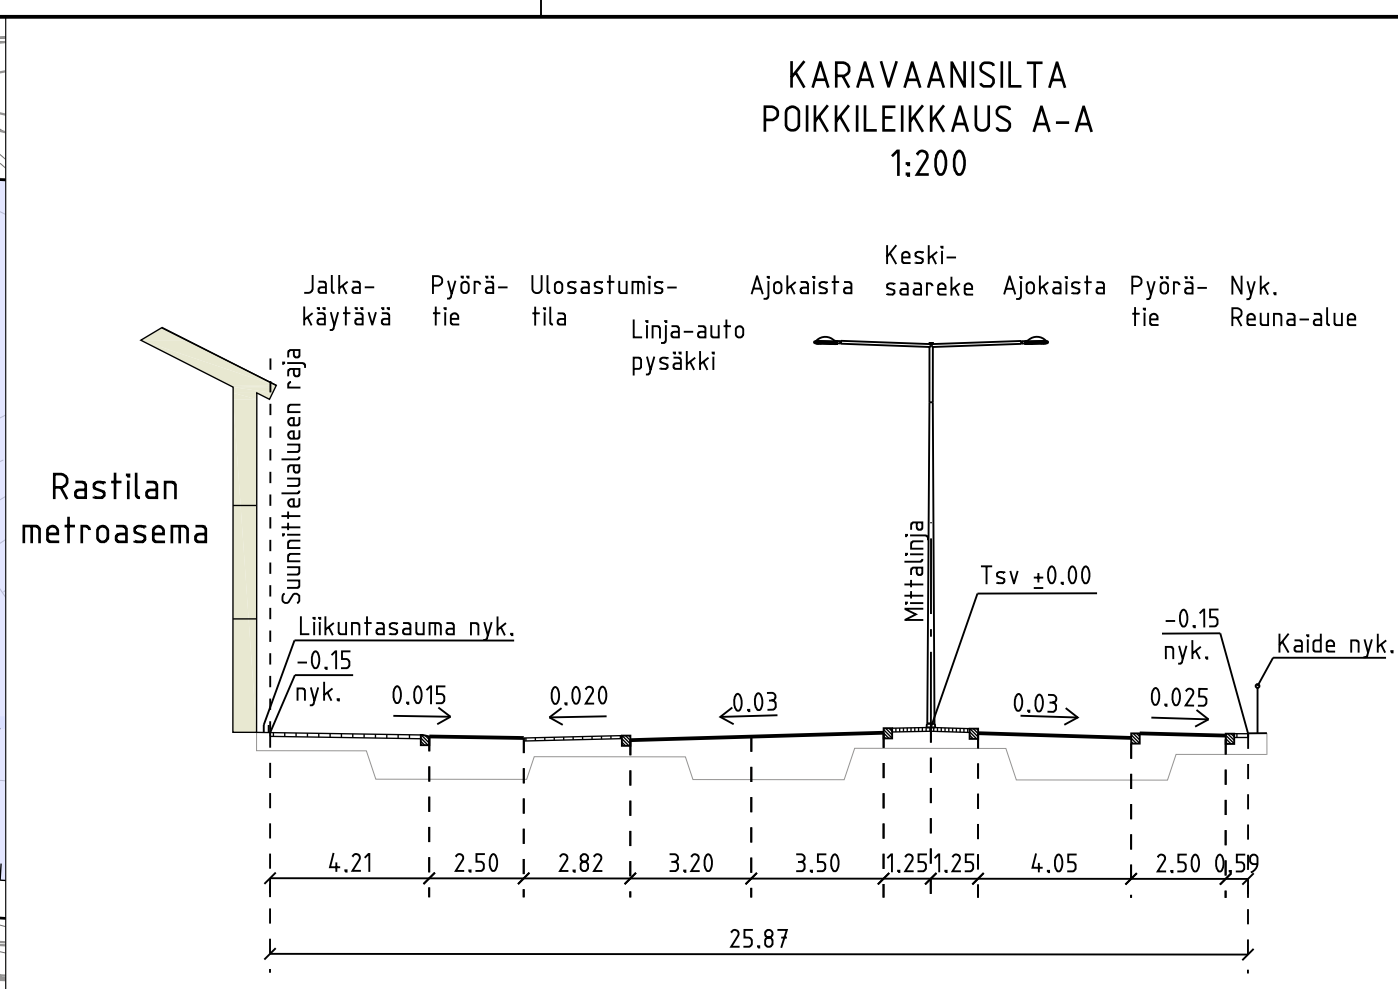 KARAVAANISILTA
POIKKILEIKKAUS A-A
1:200
Jalka-
käytävä
Pyörä-
tie
Ulosastumis-
tila
Linja-auto
pysäkki
Ajokaista
Keski-
saareke
Ajokaista
Pyörä-
tie
Nyk.
Reuna-alue
Suunnittelualueen raja
Rastilan
metroasema
Mittalinja
Tsv ±0.00
Liikuntasauma nyk.
-0.15
nyk.
-0.15
nyk.
Kaide nyk.
0.015
0.020
0.03
0.03
0.025
4.21
2.50
2.82
3.20
3.50
1.25
1.25
4.05
2.50
0.59
25.87